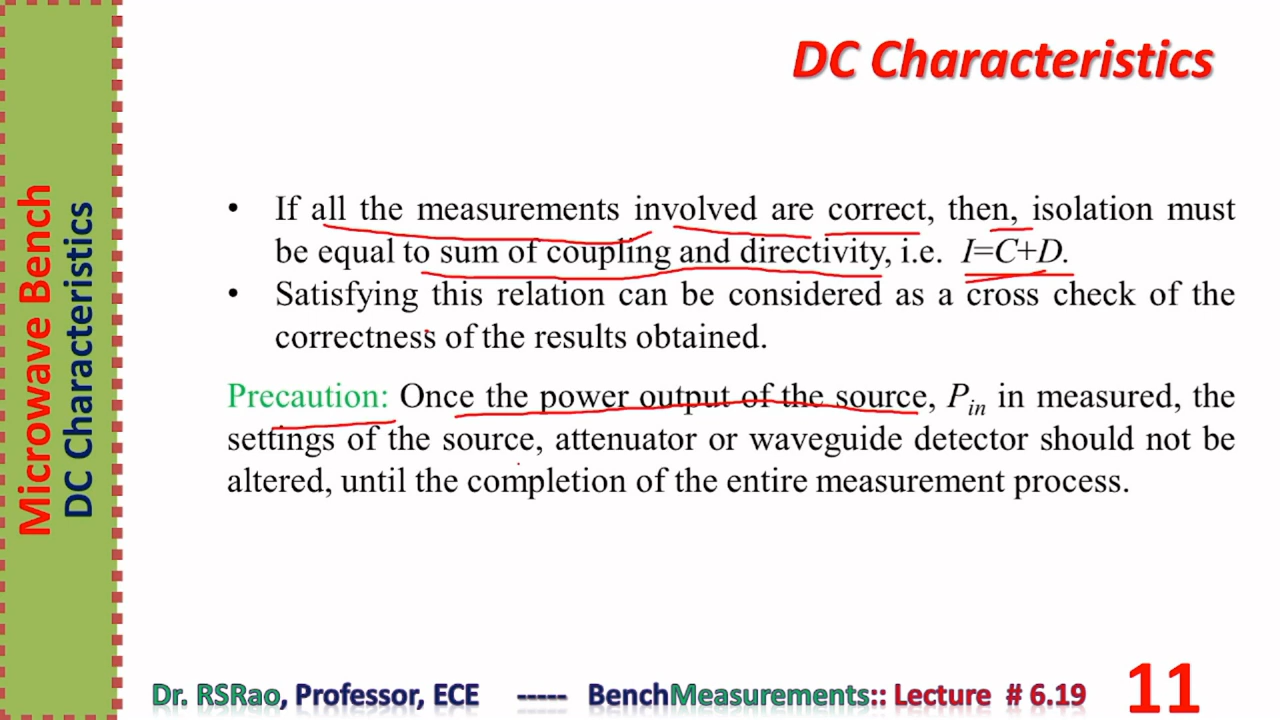 DC Characteristics
Microwave Bench
DC Characteristics
• If all the measurements involved are correct, then, isolation must
be equal to sum of coupling and directivity, i.e. I=C+D.
• Satisfying this relation can be considered as a cross check of the
correctness of the results obtained.
Precaution: Once the power output of the source, Pin in measured, the
settings of the source, attenuator or waveguide detector should not be
altered, until the completion of the entire measurement process.
Dr. RSRao, Professor, ECE ----- BenchMeasurements:: Lecture # 6.19 11